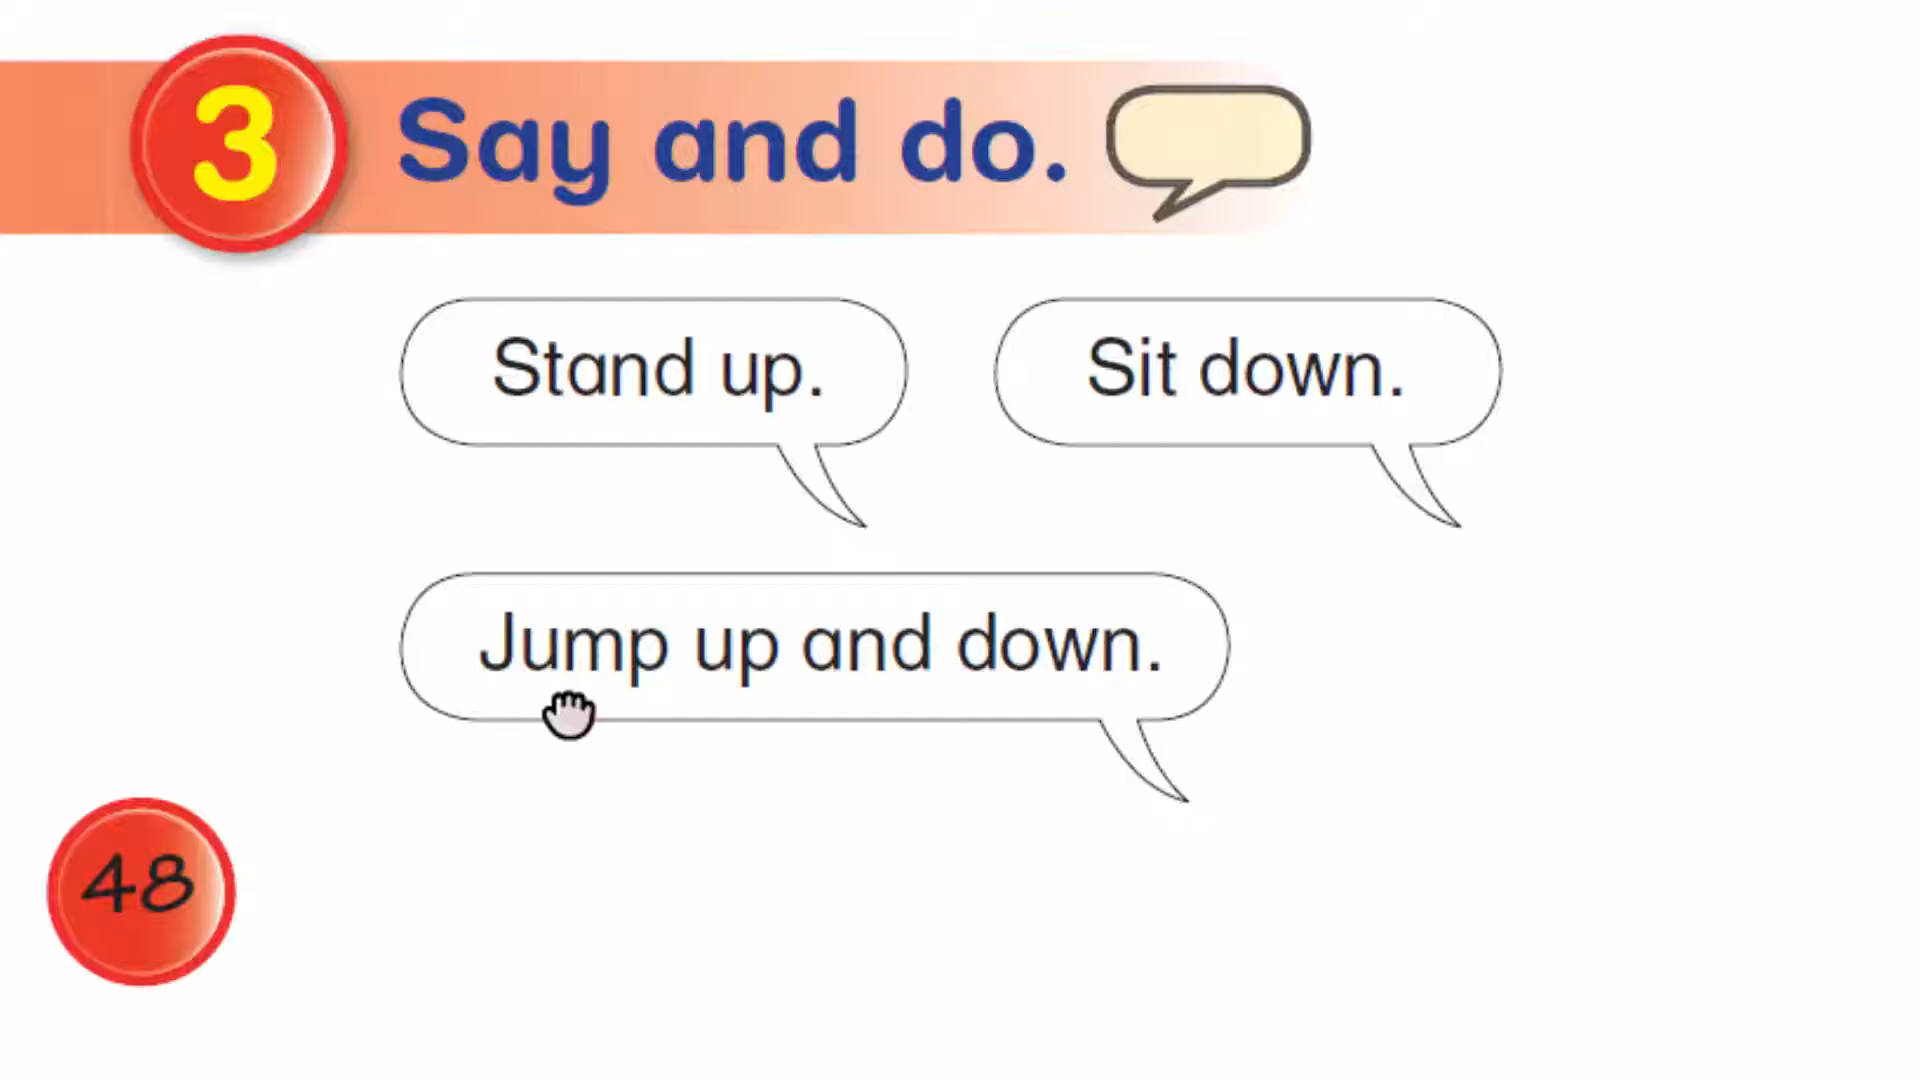 3 Say and do.
Stand up. Sit down.
Jump up and down.
48